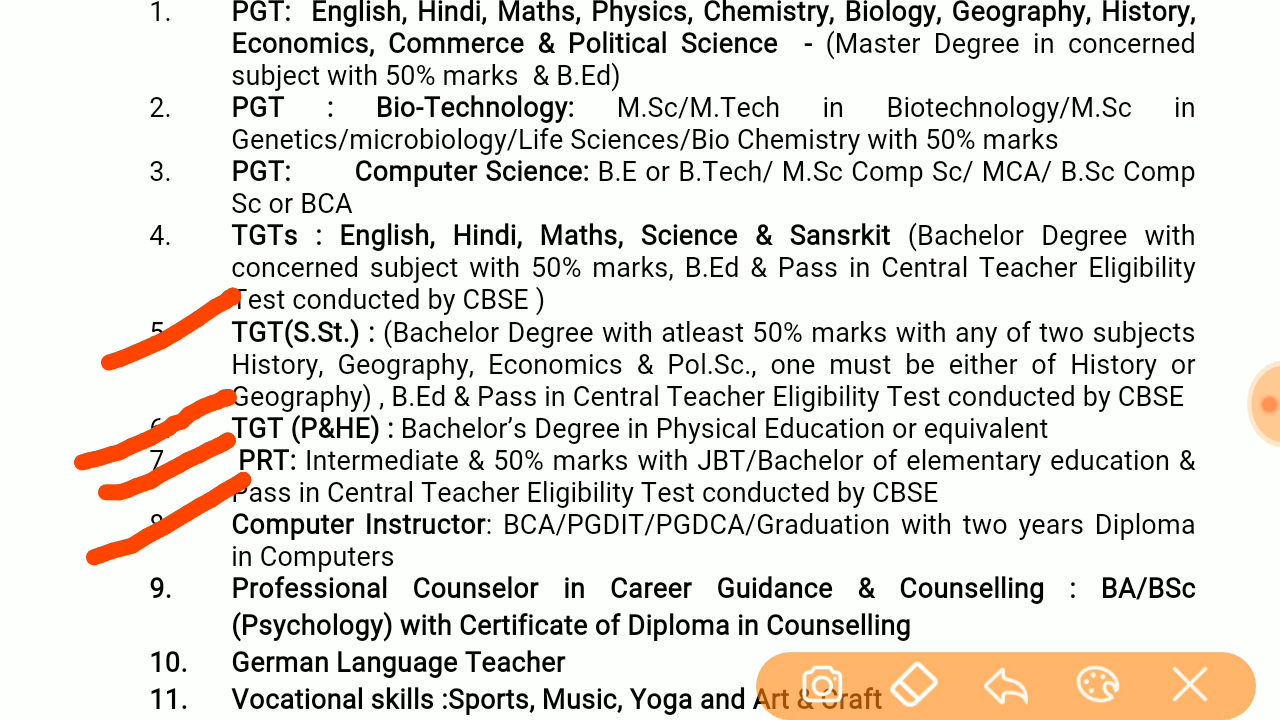 1. PGT: English, Hindi, Maths, Physics, Chemistry, Biology, Geography, History,
Economics, Commerce & Political Science - (Master Degree in concerned
subject with 50% marks & B.Ed)
2. PGT : Bio-Technology: M.Sc/M.Tech in Biotechnology/M.Sc in
Genetics/microbiology/Life Sciences/Bio Chemistry with 50% marks
3. PGT: Computer Science: B.E or B.Tech/ M.Sc Comp Sc/ MCA/ B.Sc Comp
Sc or BCA
4. TGTs : English, Hindi, Maths, Science & Sansrkit (Bachelor Degree with
concerned subject with 50% marks, B.Ed & Pass in Central Teacher Eligibility
Test conducted by CBSE )
5. TGT(S.St.) : (Bachelor Degree with atleast 50% marks with any of two subjects
History, Geography, Economics & Pol.Sc., one must be either of History or
Geography) , B.Ed & Pass in Central Teacher Eligibility Test conducted by CBSE
6. TGT (P&HE) : Bachelor’s Degree in Physical Education or equivalent
7. PRT: Intermediate & 50% marks with JBT/Bachelor of elementary education &
Pass in Central Teacher Eligibility Test conducted by CBSE
8. Computer Instructor: BCA/PGDIT/PGDCA/Graduation with two years Diploma
in Computers
9. Professional Counselor in Career Guidance & Counselling : BA/BSc
(Psychology) with Certificate of Diploma in Counselling
10. German Language Teacher
11. Vocational skills :Sports, Music, Yoga and Art & Craft